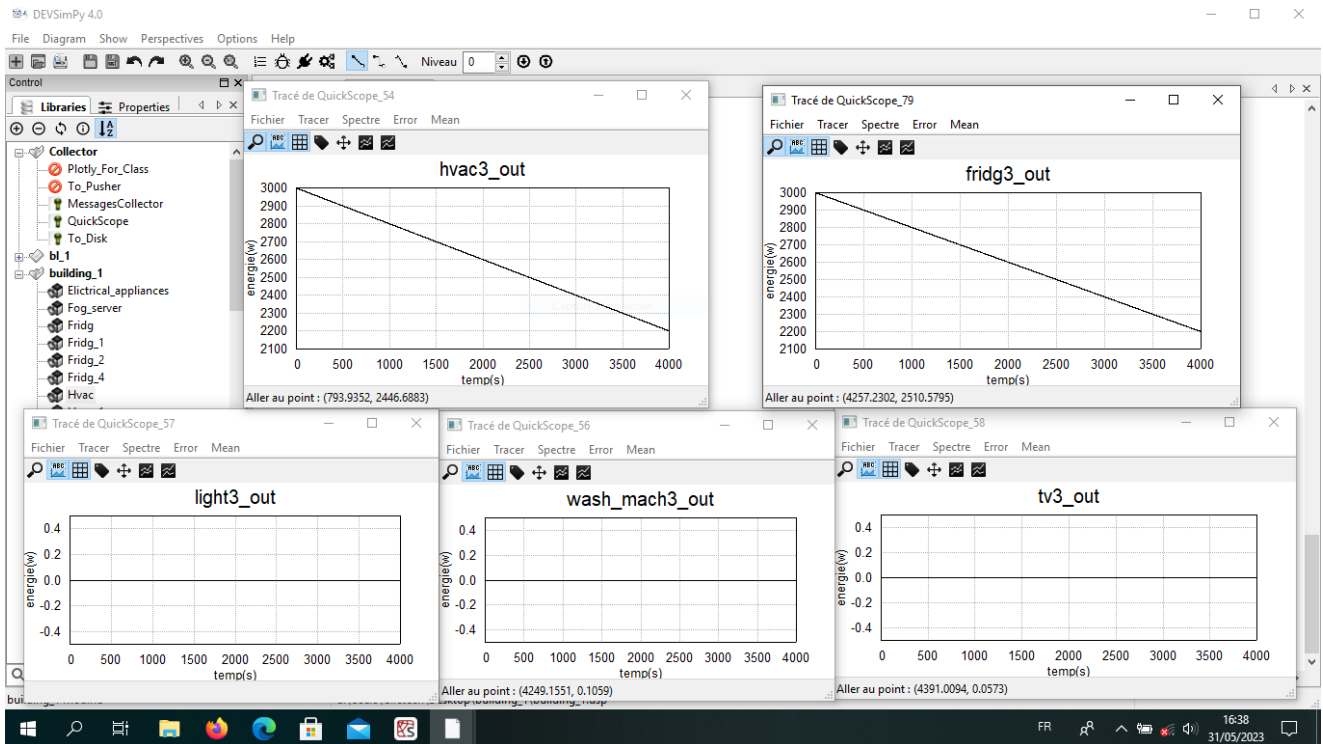 DEVSimPy 4.0
File Diagram Show Perspectives Options Help
Niveau 0
Control
Libraries Properties
Collector
Plotly_For_Class
To_Pusher
MessagesCollector
QuickScope
To_Disk
bl_1
building_1
Elictrical_appliances
Fog_server
Fridg
Fridg_1
Fridg_2
Fridg_4
Hvac
Tracé de QuickScope_54
Fichier Tracer Spectre Error Mean
hvac3_out
3000
2900
2800
2700
2600
2500
2400
2300
2200
2100
energie(w)
0 500 1000 1500 2000 2500 3000 3500 4000
temp(s)
Aller au point : (793.9352, 2446.6883)
Tracé de QuickScope_79
Fichier Tracer Spectre Error Mean
fridg3_out
3000
2900
2800
2700
2600
2500
2400
2300
2200
2100
energie(w)
0 500 1000 1500 2000 2500 3000 3500 4000
temp(s)
Aller au point : (4257.2302, 2510.5795)
Tracé de QuickScope_57
Fichier Tracer Spectre Error Mean
light3_out
0.4
0.2
0.0
-0.2
-0.4
energie(w)
0 500 1000 1500 2000 2500 3000 3500 4000
temp(s)
Tracé de QuickScope_56
Fichier Tracer Spectre Error Mean
wash_mach3_out
0.4
0.2
0.0
-0.2
-0.4
energie(w)
0 500 1000 1500 2000 2500 3000 3500 4000
temp(s)
Aller au point : (4249.1551, 0.1059)
Tracé de QuickScope_58
Fichier Tracer Spectre Error Mean
tv3_out
0.4
0.2
0.0
-0.2
-0.4
energie(w)
0 500 1000 1500 2000 2500 3000 3500 4000
temp(s)
Aller au point : (4391.0094, 0.0573)
FR
16:38
31/05/2023